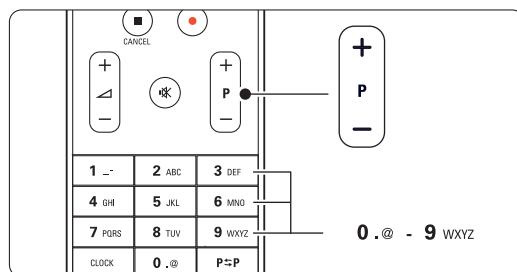 CANCEL
+ + +
P P
– – –
1 _- 2 ABC 3 DEF
4 GHI 5 JKL 6 MNO
7 PQRS 8 TUV 9 WXYZ
0 .@ - 9 WXYZ
CLOCK 0 .@ P⇆P